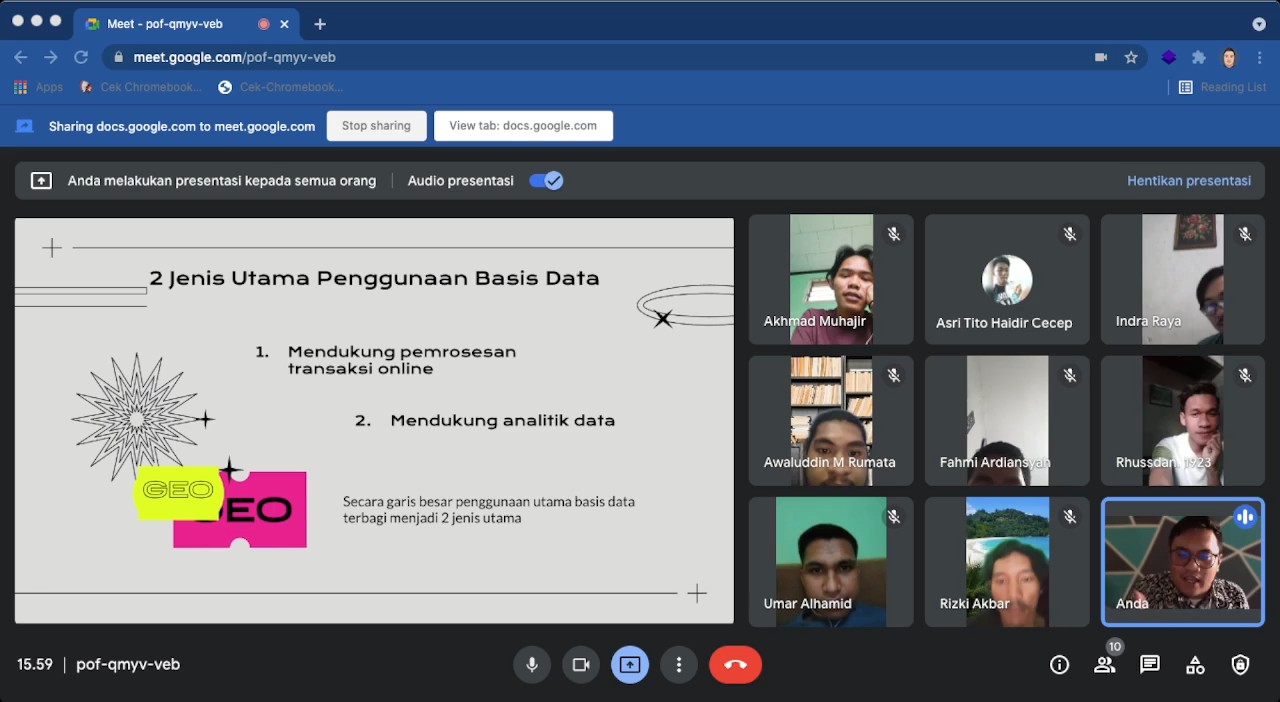 Meet - pof-qmyv-veb
meet.google.com/pof-qmyv-veb
Apps
Cek Chromebook...
Cek-Chromebook...
Reading List
Sharing docs.google.com to meet.google.com
Stop sharing
View tab: docs.google.com
Anda melakukan presentasi kepada semua orang
Audio presentasi
Hentikan presentasi
2 Jenis Utama Penggunaan Basis Data
1. Mendukung pemrosesan
transaksi online
2. Mendukung analitik data
GEO
GEO
Secara garis besar penggunaan utama basis data
terbagi menjadi 2 jenis utama
Akhmad Muhajir
Asri Tito Haidir Cecep
Indra Raya
Awaluddin M Rumata
Fahmi Ardiansyah
Rhussdan. 1923
Umar Alhamid
Rizki Akbar
Anda
15.59 | pof-qmyv-veb
10